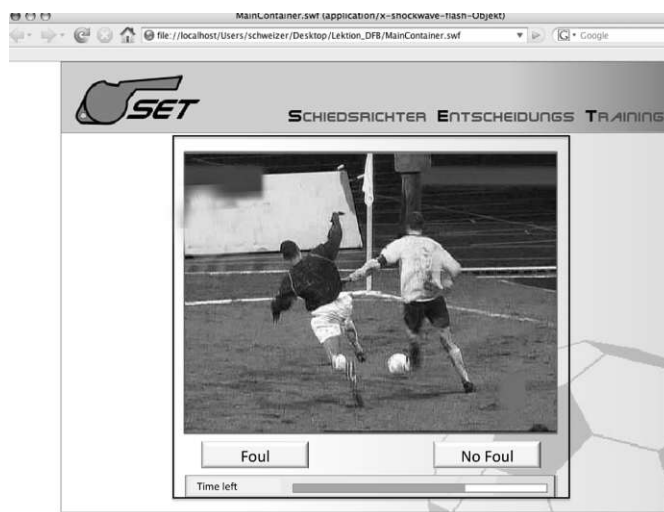 MainContainer.swf (application/x-shockwave-flash-Objekt)
file://localhost/Users/schweizer/Desktop/Lektion_DFB/MainContainer.swf
G Google
SET
SCHIEDSRICHTER ENTSCHEIDUNGS TRAINING
Foul
No Foul
Time left